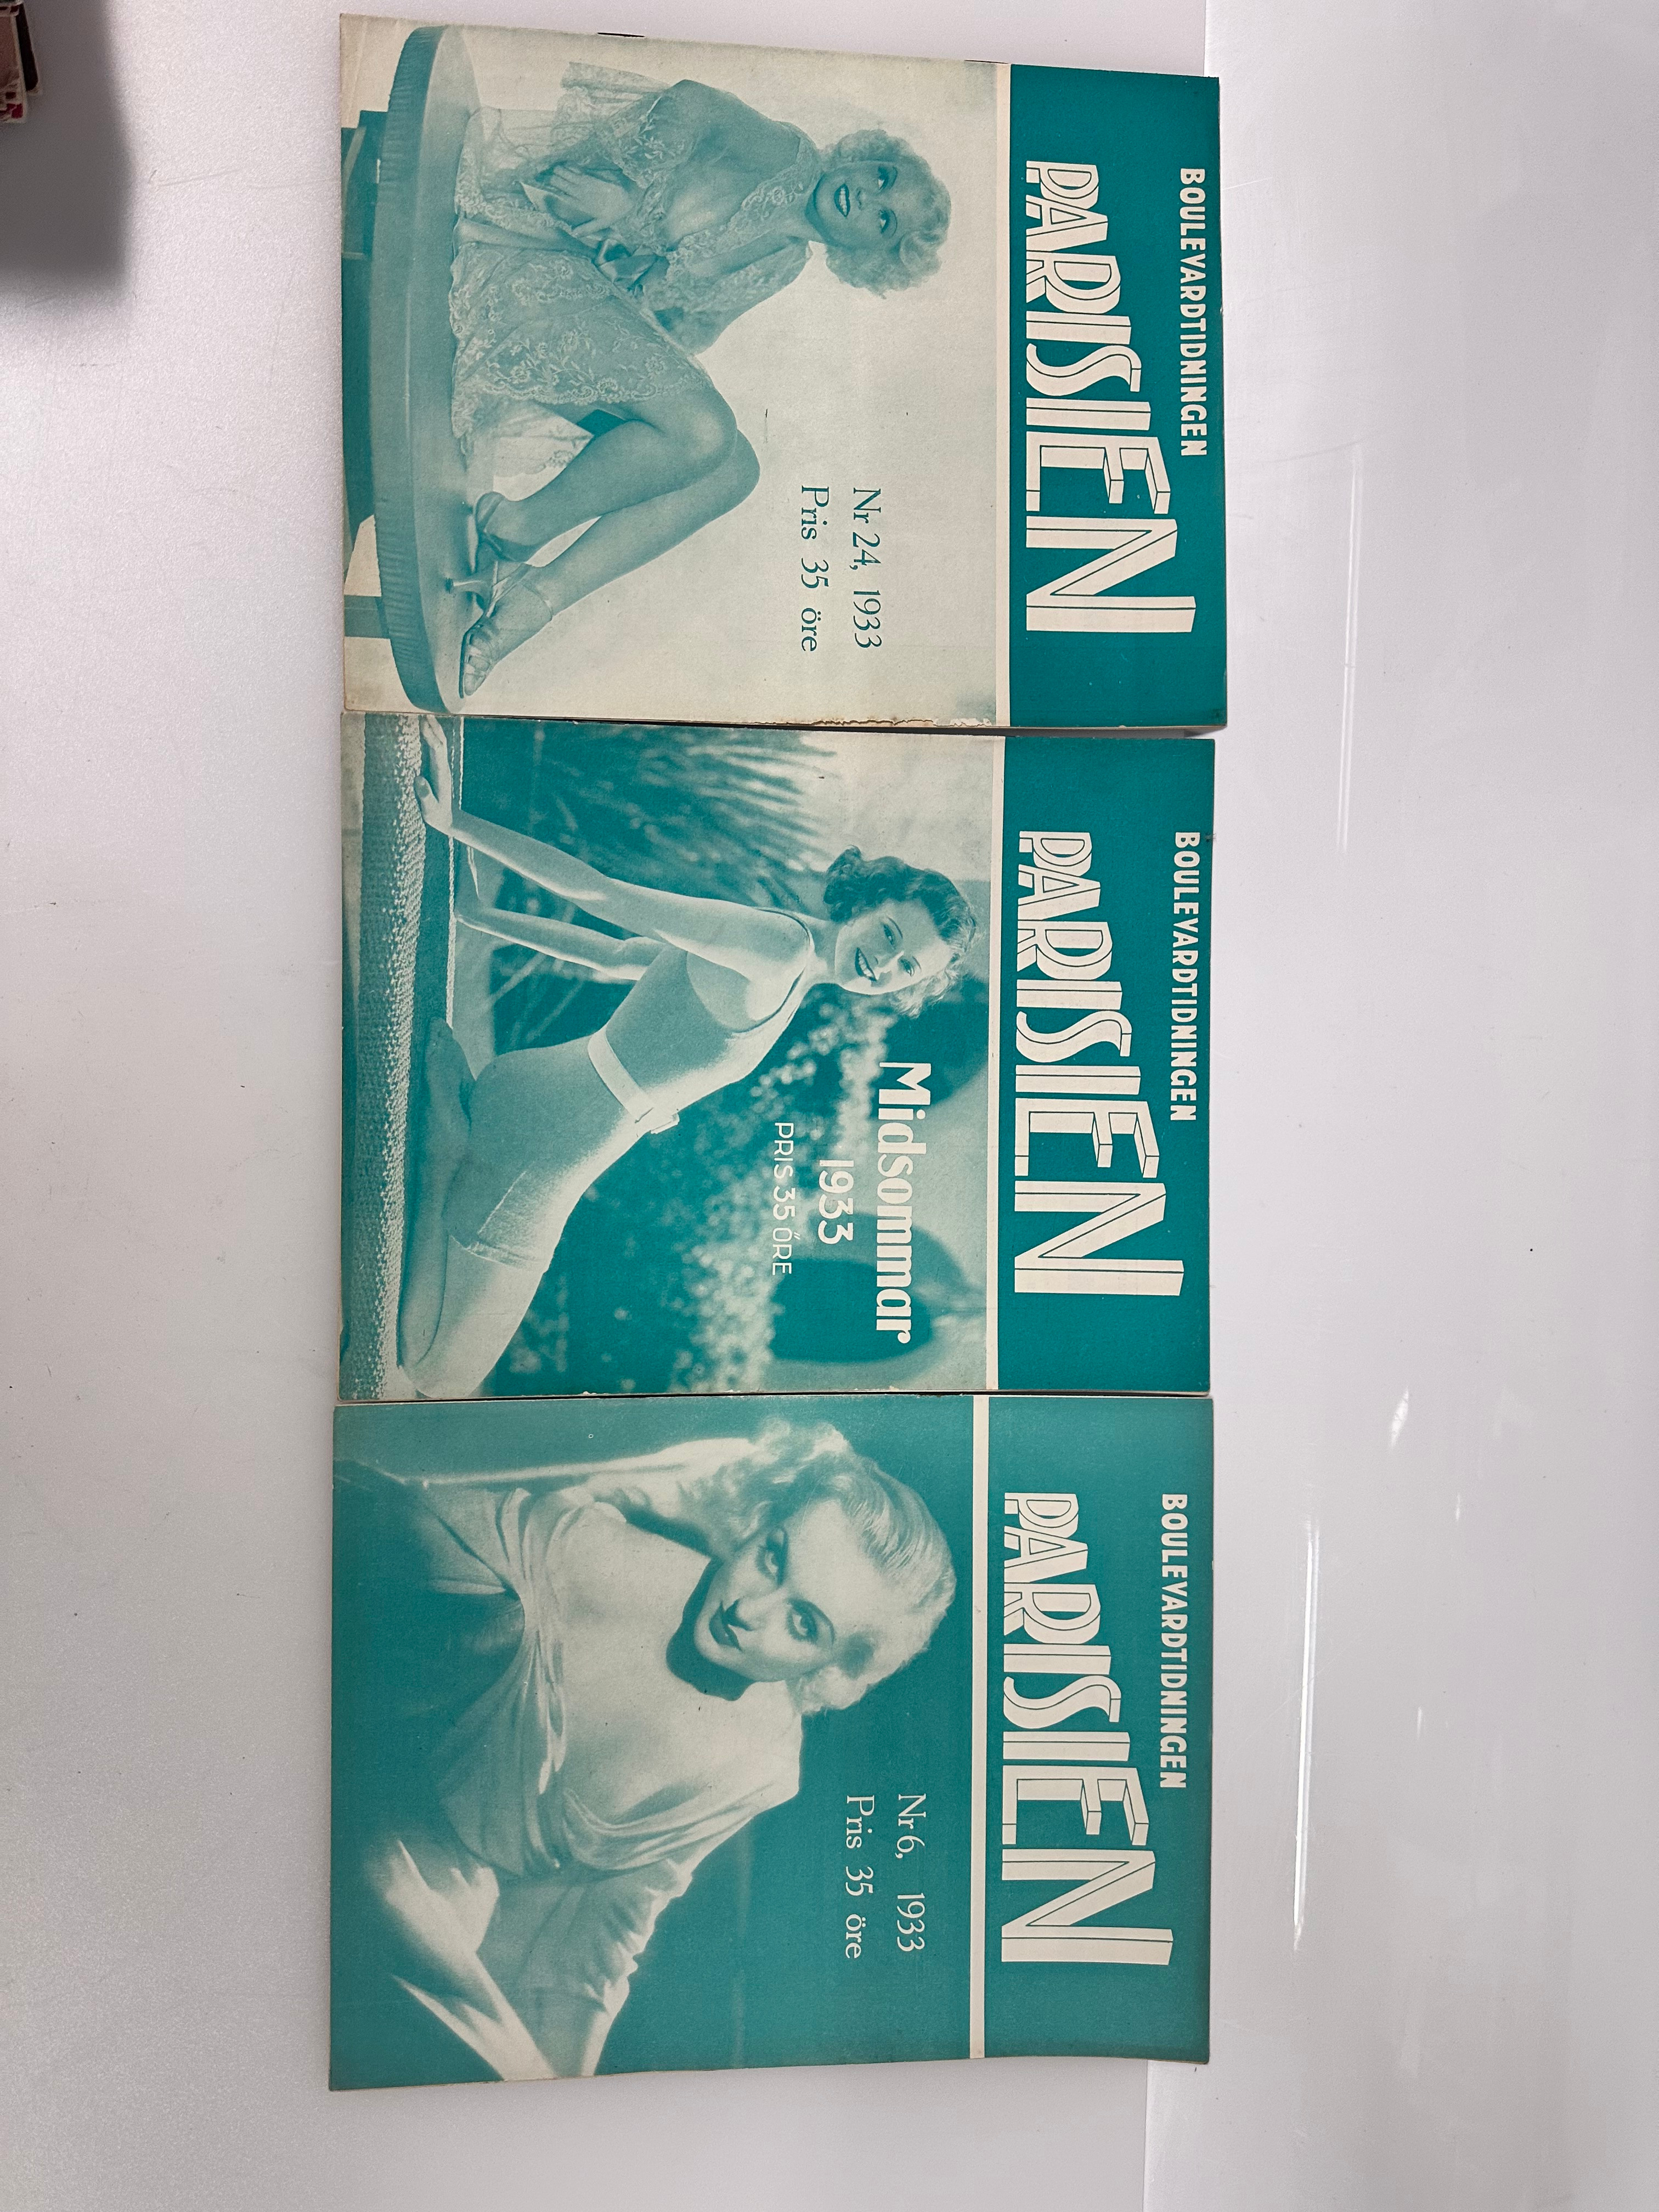 BOULEVARDTIDNINGEN
PARISIEN
Nr 24, 1933
Pris 35 öre
BOULEVARDTIDNINGEN
PARISIEN
Midsommar
1933
PRIS 35 ÖRE
BOULEVARDTIDNINGEN
PARISIEN
Nr 6, 1933
Pris 35 öre